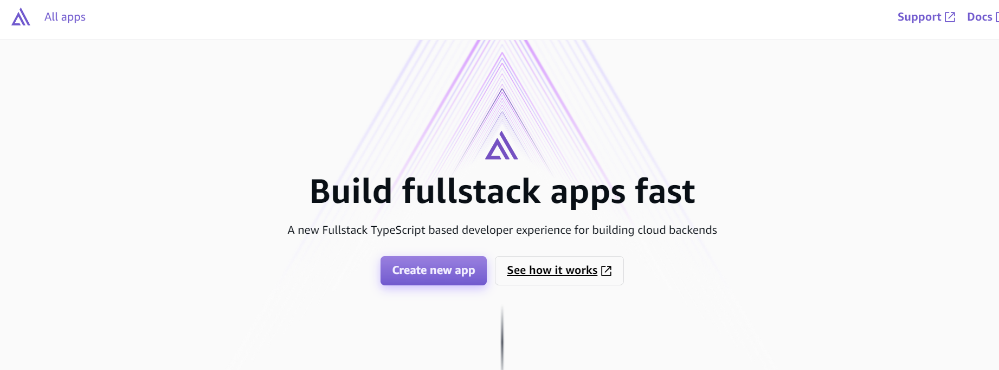 All apps
Support
Docs
Build fullstack apps fast
A new Fullstack TypeScript based developer experience for building cloud backends
Create new app
See how it works